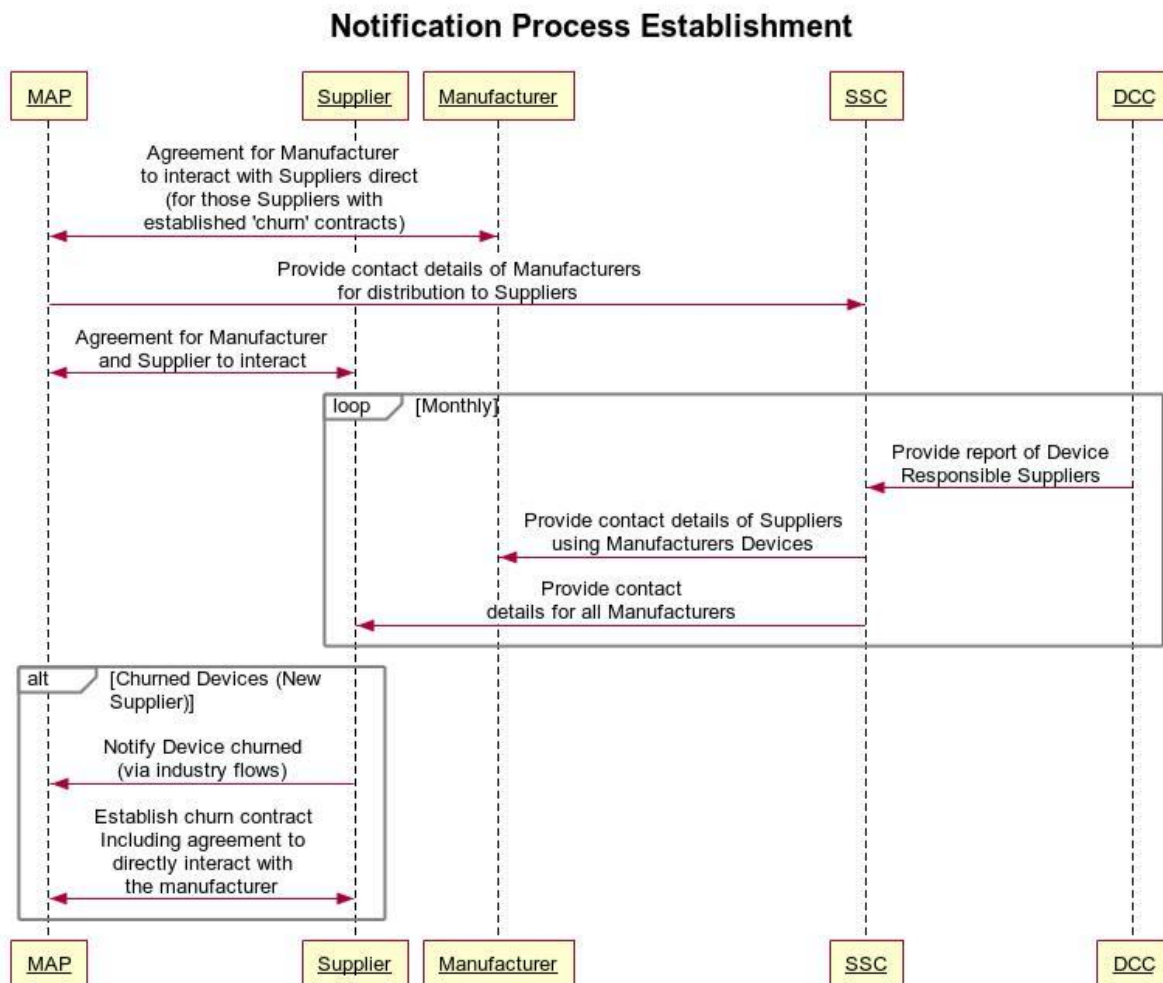 Notification Process Establishment
MAP
Supplier
Manufacturer
SSC
DCC
Agreement for Manufacturer
to interact with Suppliers direct
(for those Suppliers with
established 'churn' contracts)
Provide contact details of Manufacturers
for distribution to Suppliers
Agreement for Manufacturer
and Supplier to interact
loop
[Monthly]
Provide report of Device
Responsible Suppliers
Provide contact details of Suppliers
using Manufacturers Devices
Provide contact
details for all Manufacturers
alt
[Churned Devices (New
Supplier)]
Notify Device churned
(via industry flows)
Establish churn contract
Including agreement to
directly interact with
the manufacturer
MAP
Supplier
Manufacturer
SSC
DCC